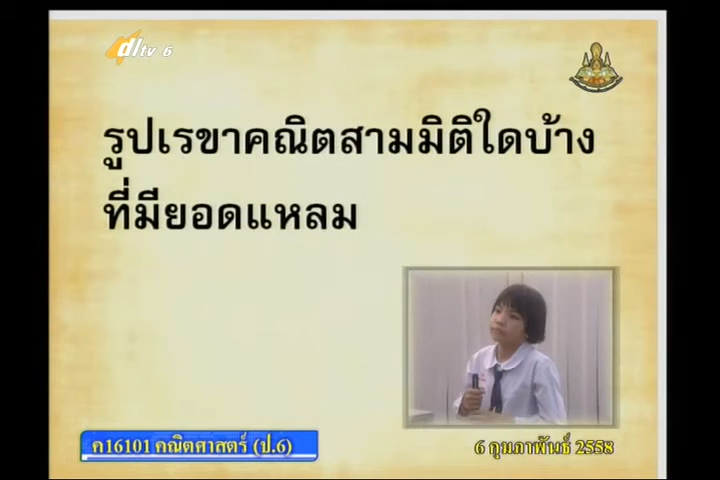 dltv 6
รูปเรขาคณิตสามมิติใดบ้าง
ที่มียอดแหลม
ค16101 คณิตศาสตร์ (ป.6)
6 กุมภาพันธ์ 2558